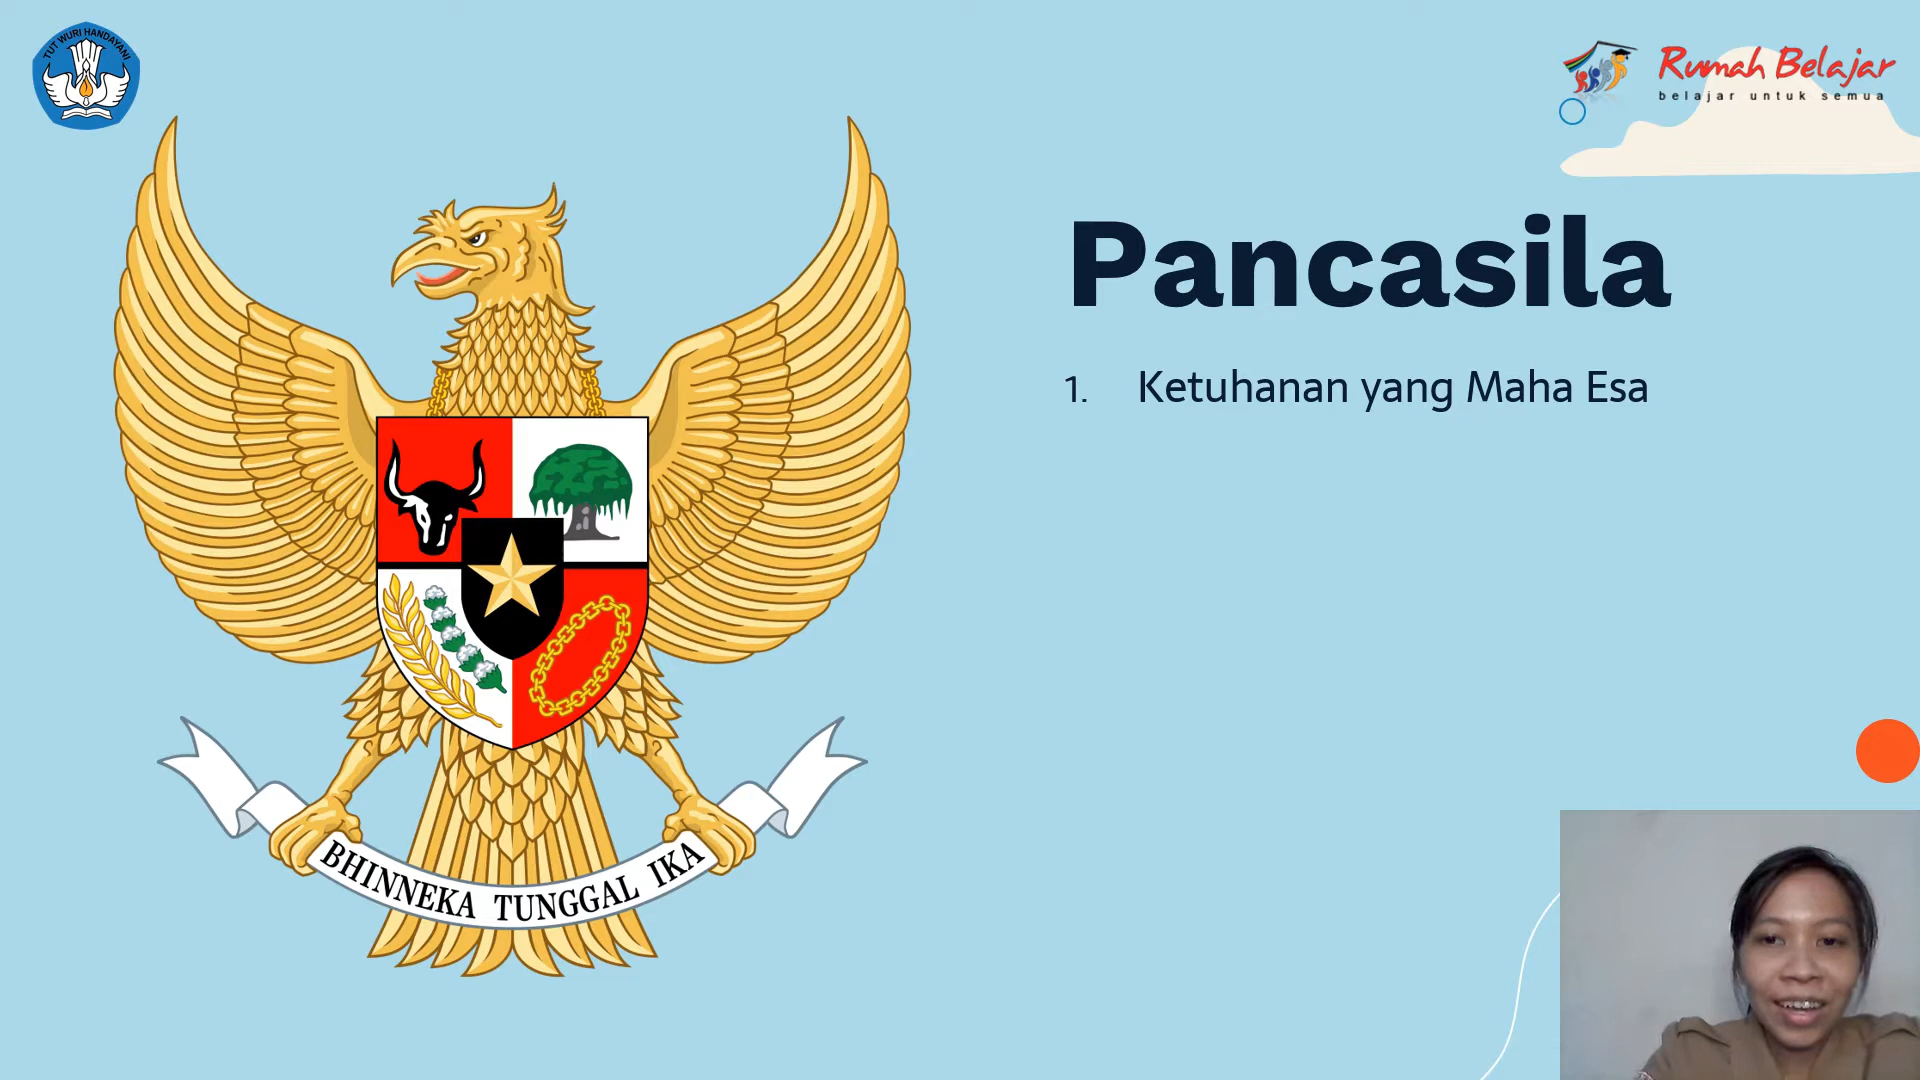 TUT WURI HANDAYANI
Rumah Belajar
belajar untuk semua
Pancasila
1. Ketuhanan yang Maha Esa
BHINNEKA TUNGGAL IKA